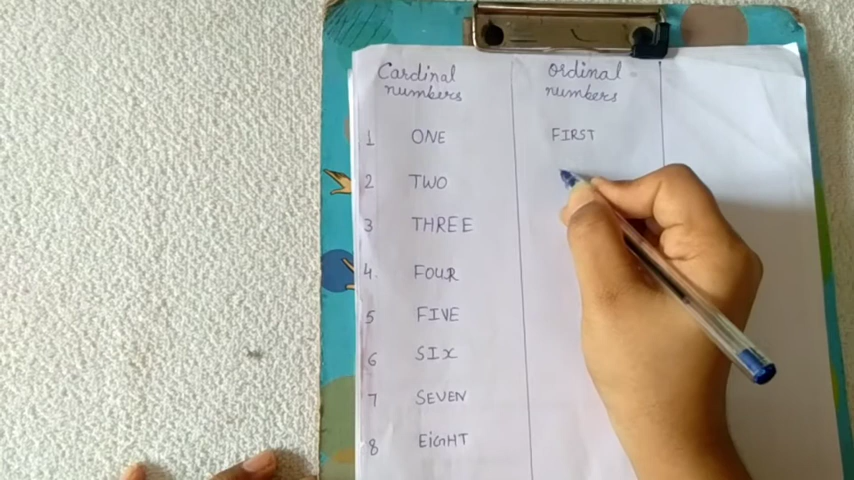 Cardinal numbers
Ordinal numbers
1 ONE FIRST
2 TWO
3 THREE
4 FOUR
5 FIVE
6 SIX
7 SEVEN
8 EiGHT